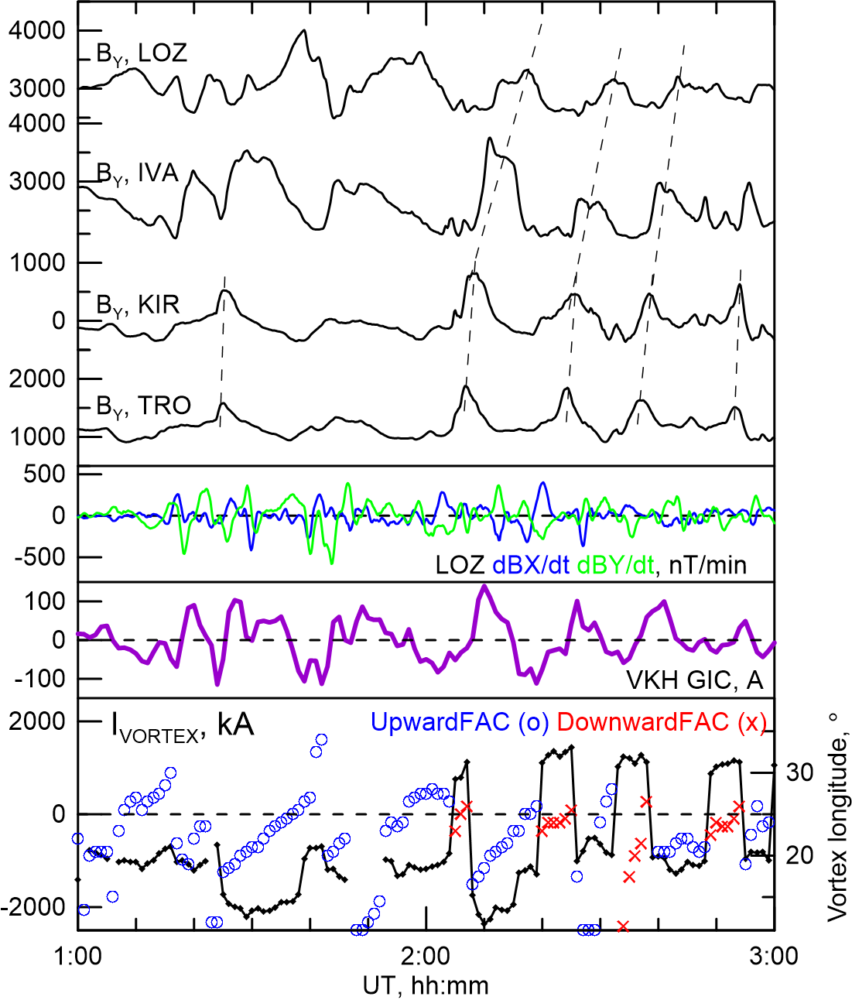 4000
B_Y, LOZ
3000
4000
B_Y, IVA
3000
1000
B_Y, KIR
0
2000
B_Y, TRO
1000
500
0
-500
LOZ dBX/dt dBY/dt, nT/min
100
0
-100
VKH GIC, A
2000
I_VORTEX, kA
UpwardFAC (o) DownwardFAC (x)
30
0
20
-2000
Vortex longitude, °
1:00 2:00 3:00
UT, hh:mm